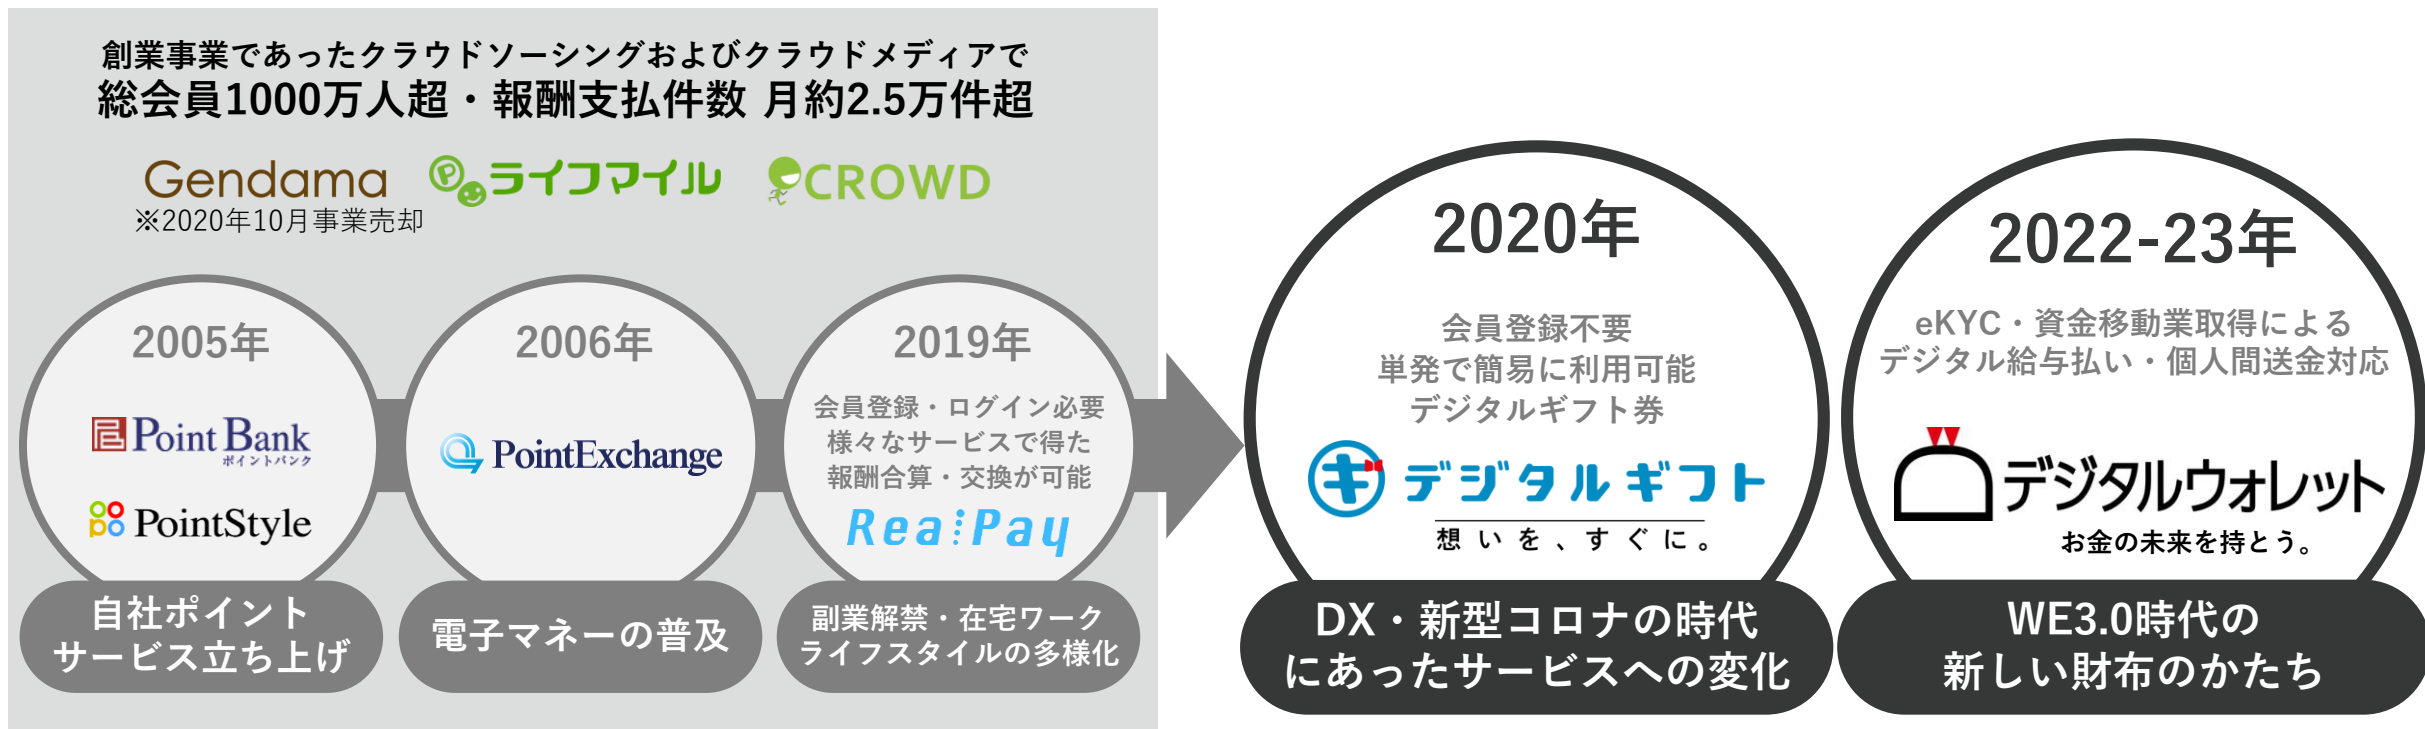 創業事業であったクラウドソーシングおよびクラウドメディアで
総会員1000万人超・報酬支払件数 月約2.5万件超
Gendama
※2020年10月事業売却
P ライフマイル
CROWD
2005年
Point Bank
ポイントバンク
PointStyle
自社ポイント
サービス立ち上げ
2006年
PointExchange
電子マネーの普及
2019年
会員登録・ログイン必要
様々なサービスで得た
報酬合算・交換が可能
RealPay
副業解禁・在宅ワーク
ライフスタイルの多様化
2020年
会員登録不要
単発で簡易に利用可能
デジタルギフト券
ギ デジタルギフト
想いを、すぐに。
DX・新型コロナの時代
にあったサービスへの変化
2022-23年
eKYC・資金移動業取得による
デジタル給与払い・個人間送金対応
デジタルウォレット
お金の未来を持とう。
WE3.0時代の
新しい財布のかたち